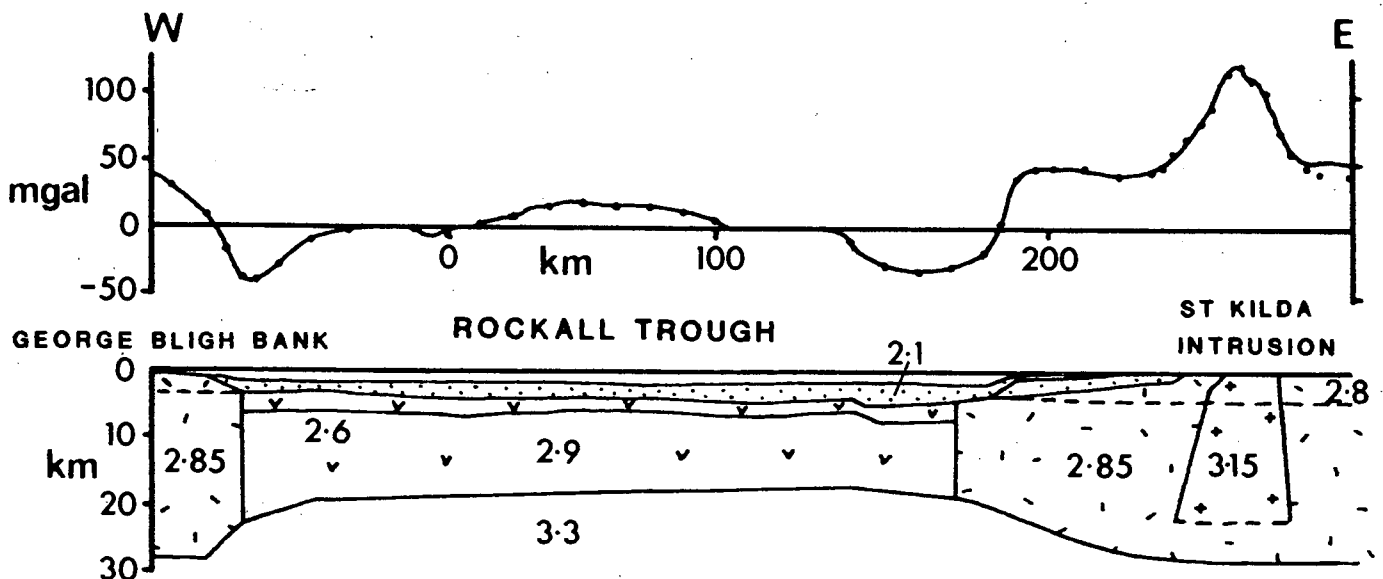 W E
100
50
mgal
0
-50
0 km 100 200
ST KILDA
INTRUSION
GEORGE BLIGH BANK
ROCKALL TROUGH
2·1
0
10
km
20
30
2·8
2·6
2·85 2·9 2·85 3·15
3·3